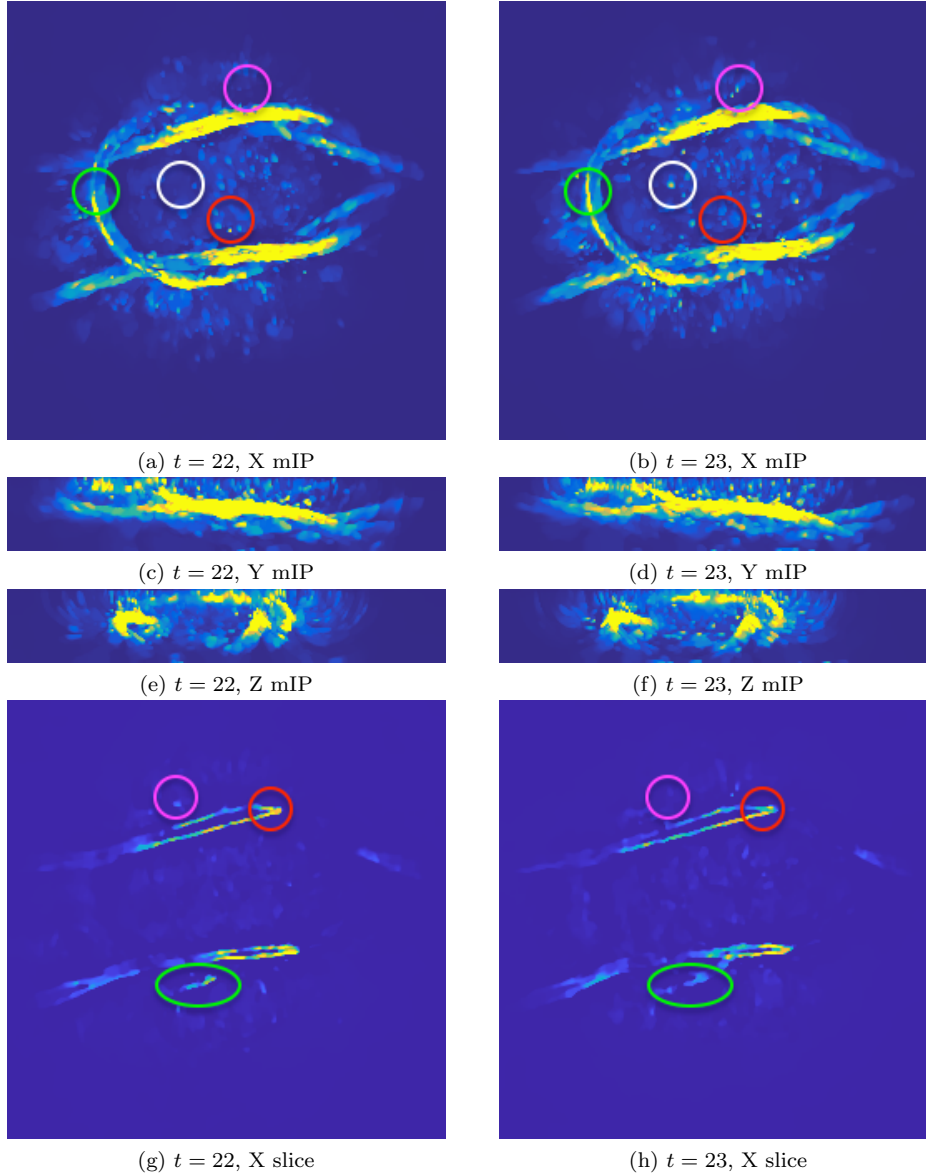 (a) t = 22, X mIP
(b) t = 23, X mIP
(c) t = 22, Y mIP
(d) t = 23, Y mIP
(e) t = 22, Z mIP
(f) t = 23, Z mIP
(g) t = 22, X slice
(h) t = 23, X slice